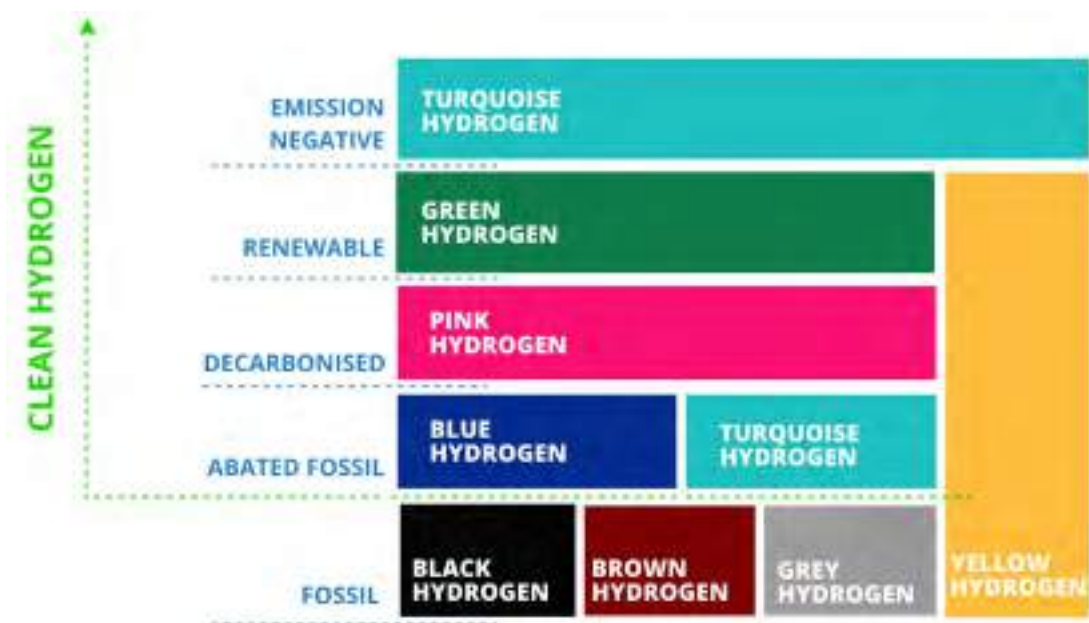 CLEAN HYDROGEN
EMISSION
NEGATIVE
TURQUOISE
HYDROGEN
RENEWABLE
GREEN
HYDROGEN
DECARBONISED
PINK
HYDROGEN
ABATED FOSSIL
BLUE
HYDROGEN
TURQUOISE
HYDROGEN
FOSSIL
BLACK
HYDROGEN
BROWN
HYDROGEN
GREY
HYDROGEN
YELLOW
HYDROGEN